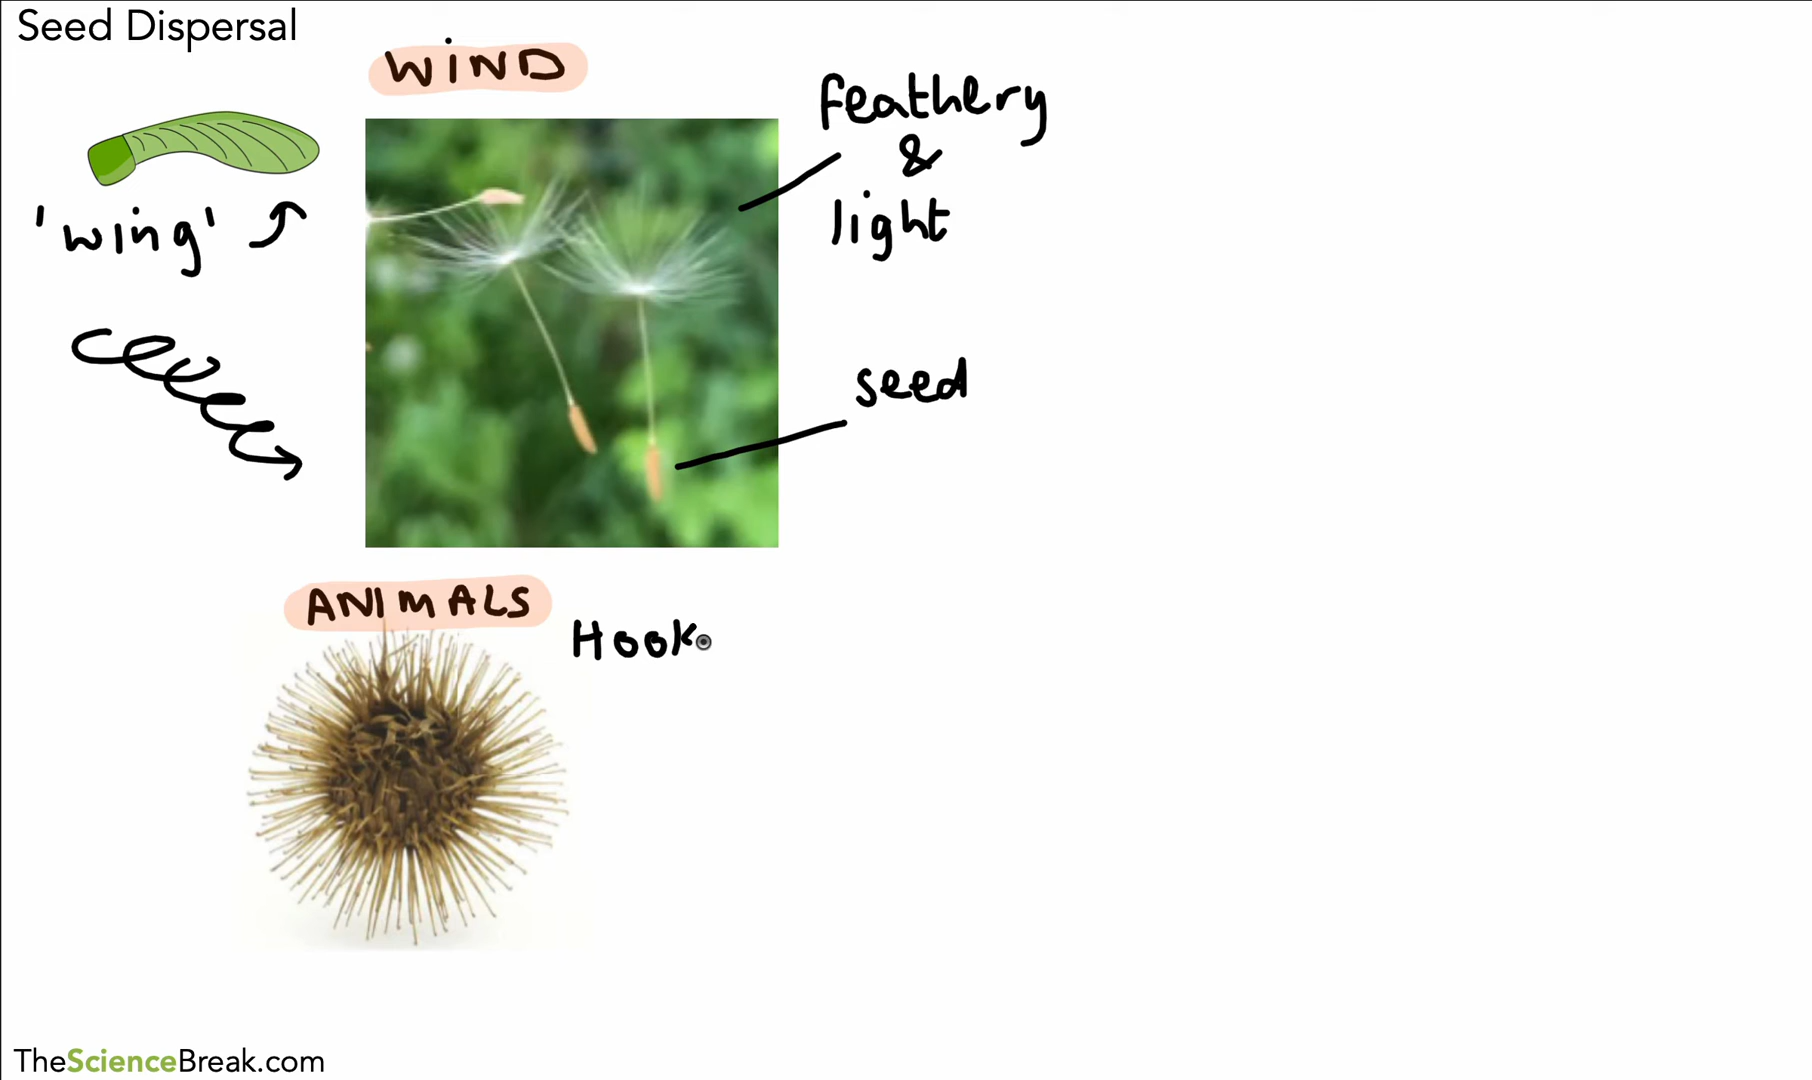 Seed Dispersal
WiND
feathery
&
light
'wing'
seed
ANIMALS
Hook
TheScienceBreak.com